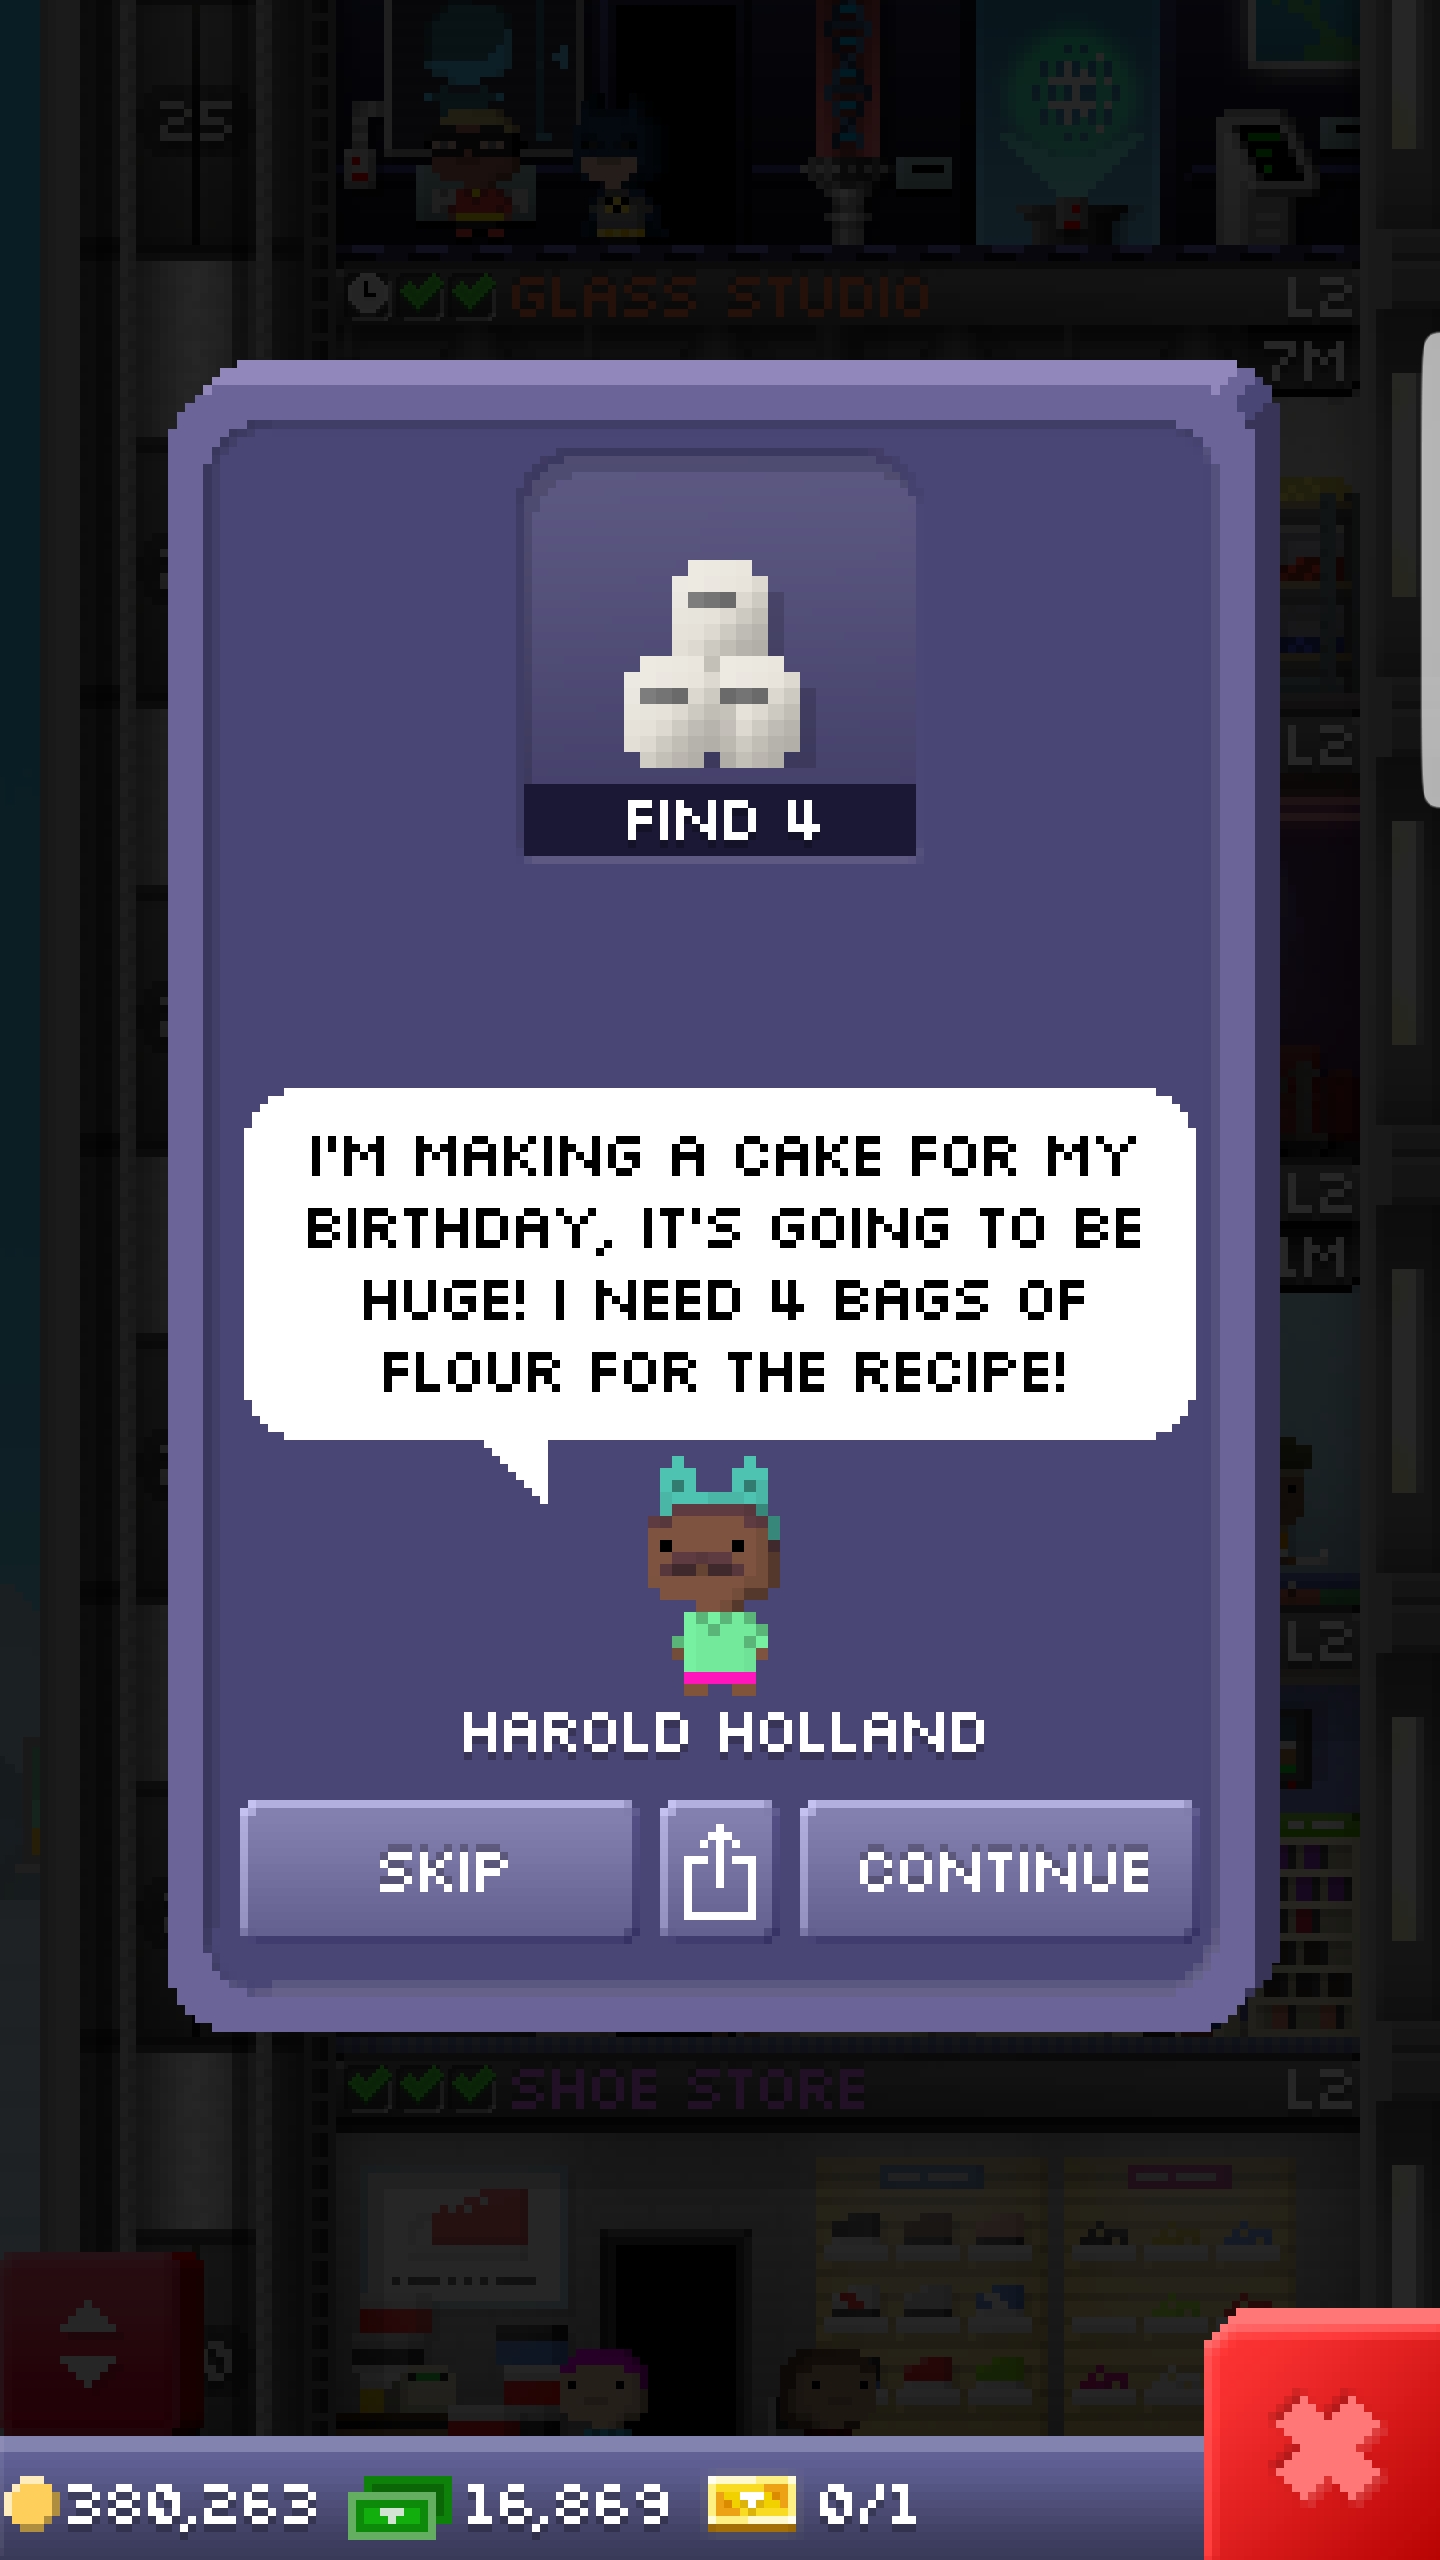 25
GLASS STUDIO L2
7M
FIND 4
L2
L2
1M
I'M MAKING A CAKE FOR MY
BIRTHDAY, IT'S GOING TO BE
HUGE! I NEED 4 BAGS OF
FLOUR FOR THE RECIPE!
L2
HAROLD HOLLAND
SKIP
CONTINUE
SHOE STORE L2
0
380,263 16,869 0/1